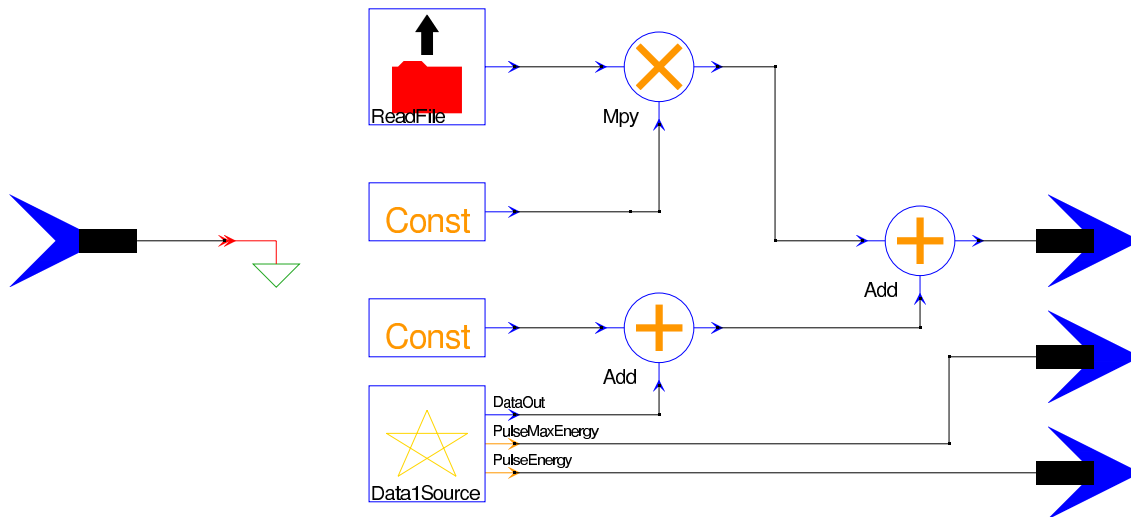 ReadFile
Mpy
Const
Add
Const
Add
DataOut
PulseMaxEnergy
PulseEnergy
Data1Source